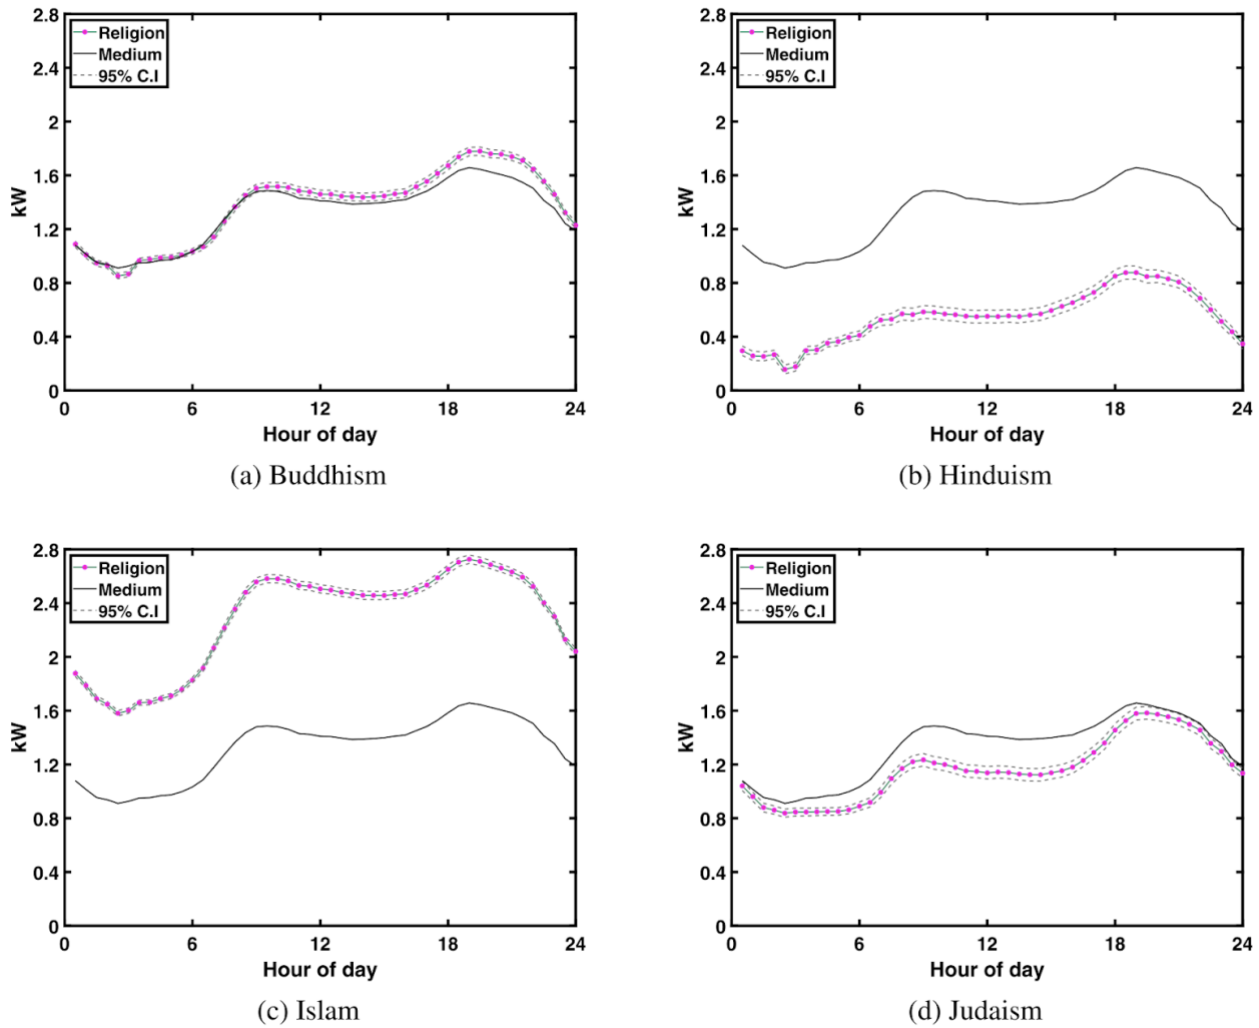 2.8
2.4
2
1.6
1.2
0.8
0.4
0
kW
Religion
Medium
95% C.I
0 6 12 18 24
Hour of day
(a) Buddhism
2.8
2.4
2
1.6
1.2
0.8
0.4
0
kW
Religion
Medium
95% C.I
0 6 12 18 24
Hour of day
(b) Hinduism
2.8
2.4
2
1.6
1.2
0.8
0.4
0
kW
Religion
Medium
95% C.I
0 6 12 18 24
Hour of day
(c) Islam
2.8
2.4
2
1.6
1.2
0.8
0.4
0
kW
Religion
Medium
95% C.I
0 6 12 18 24
Hour of day
(d) Judaism